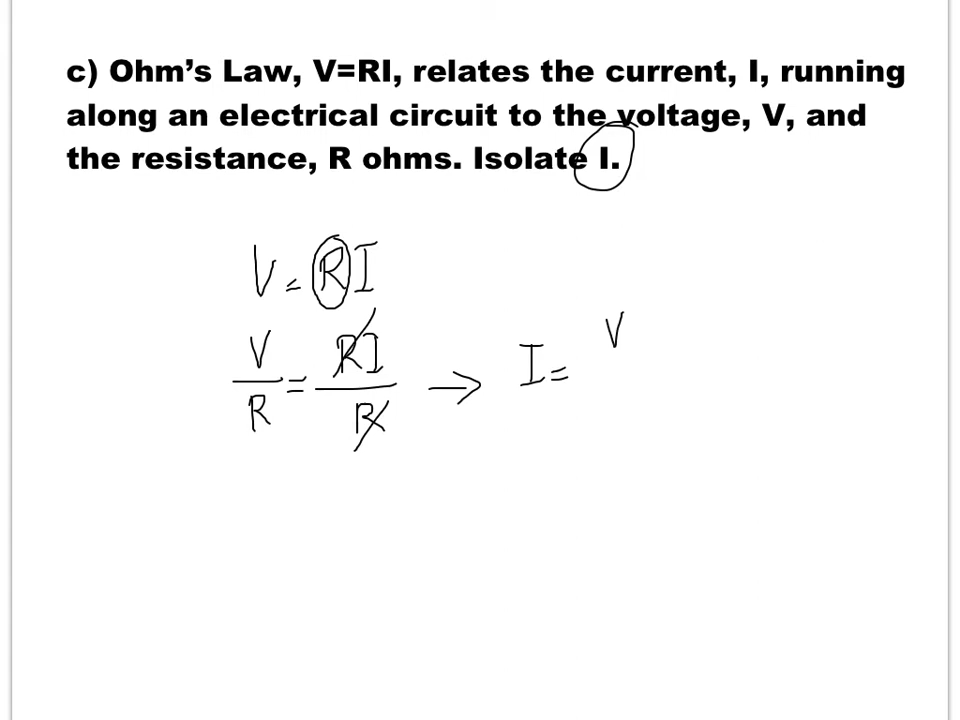 c) Ohm's Law, V=RI, relates the current, I, running
along an electrical circuit to the voltage, V, and
the resistance, R ohms. Isolate I.
V = RI
V/R = RI/R → I = V